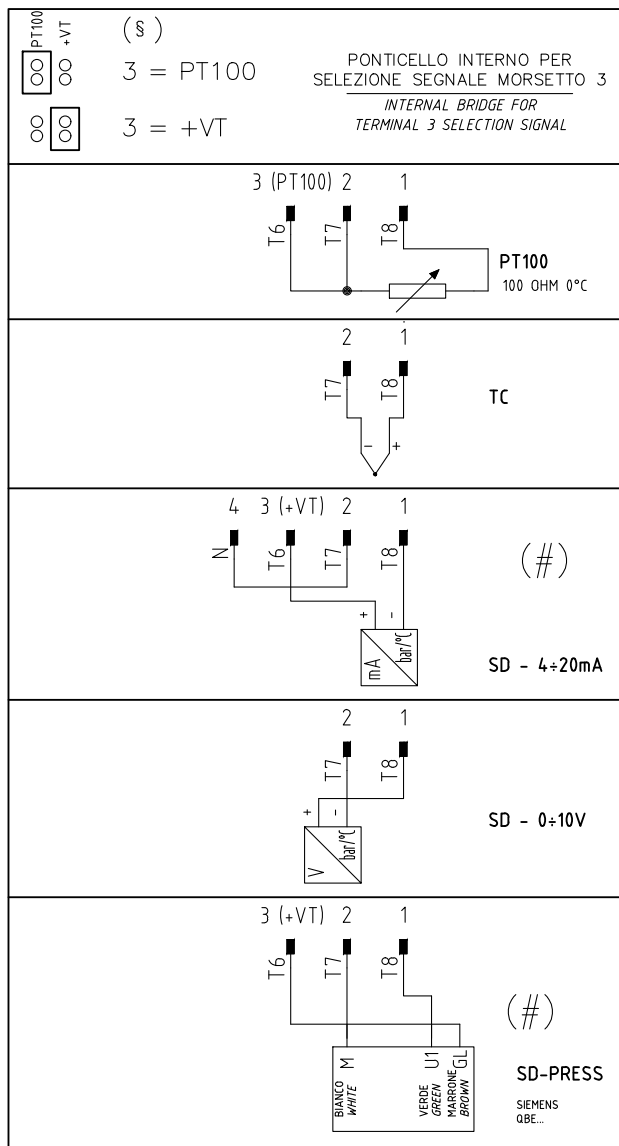 PT100
+VT
(§)
3 = PT100
3 = +VT
PONTICELLO INTERNO PER
SELEZIONE SEGNALE MORSETTO 3
INTERNAL BRIDGE FOR
TERMINAL 3 SELECTION SIGNAL
3 (PT100) 2 1
T6 T7 T8
PT100
100 OHM 0°C
2 1
T7 T8
TC
- +
4 3 (+VT) 2 1
N T6 T7 T8
(#)
+ -
mA bar/°C
SD - 4÷20mA
2 1
T7 T8
+ -
V bar/°C
SD - 0÷10V
3 (+VT) 2 1
T6 T7 T8
(#)
M U1 GL
BIANCO
WHITE
VERDE
GREEN
MARRONE
BROWN
SD-PRESS
SIEMENS
QBE...